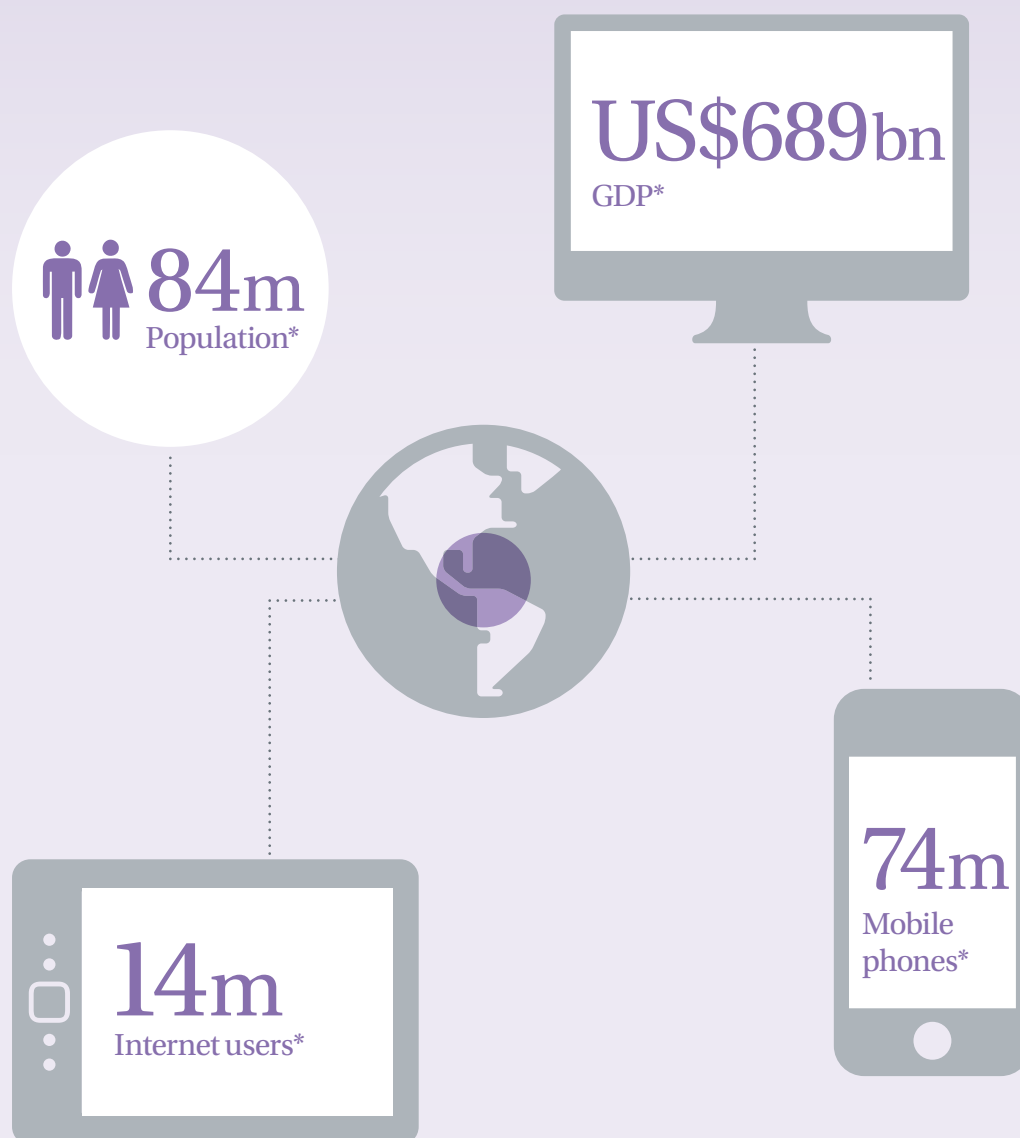 US$689bn
GDP*
84m
Population*
74m
Mobile
phones*
14m
Internet users*